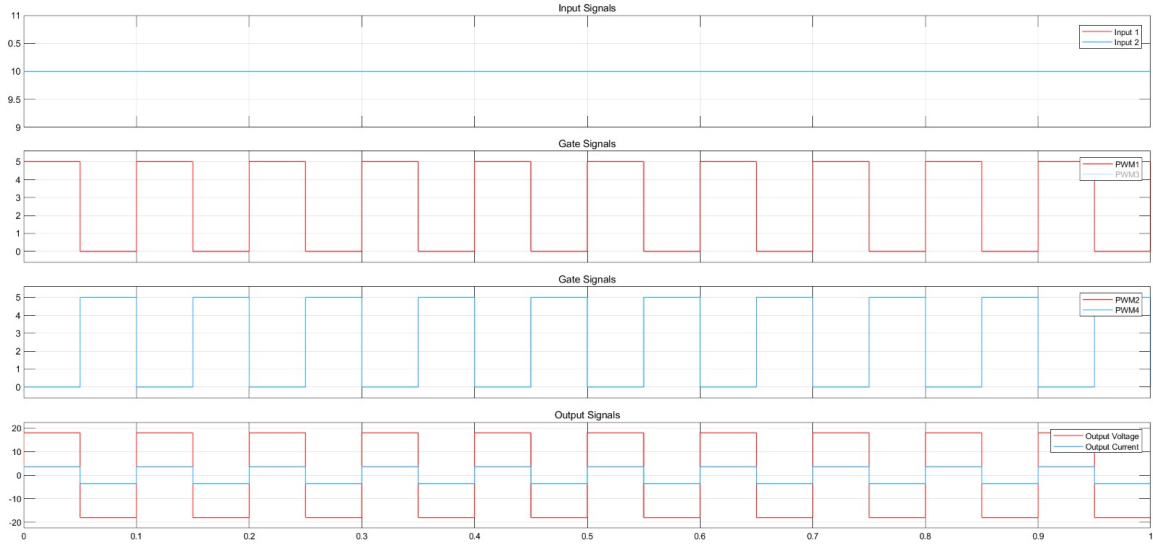 Input Signals
11
0.5
10
9.5
9
Input 1
Input 2
Gate Signals
5
4
3
2
1
0
PWM1
PWM3
Gate Signals
5
4
3
2
1
0
PWM2
PWM4
Output Signals
20
10
0
-10
-20
Output Voltage
Output Current
0 0.1 0.2 0.3 0.4 0.5 0.6 0.7 0.8 0.9 1